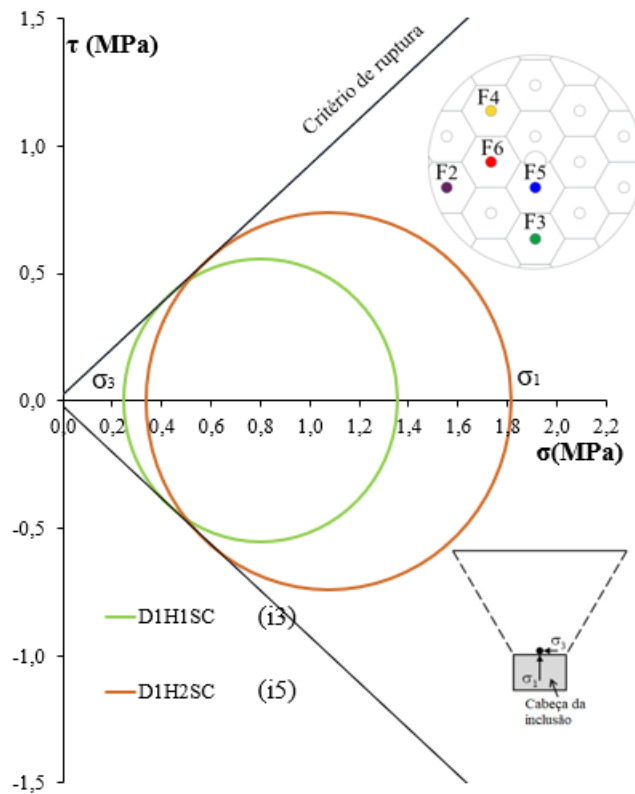 1,5
τ (MPa)
Critério de ruptura
F4
F6
F2
F5
F3
1,0
0,5
σ3
σ1
0,0
0,0 0,2 0,4 0,6 0,8 1,0 1,2 1,4 1,6 1,8 2,0 2,2
σ(MPa)
-0,5
D1H1SC (i3)
-1,0
D1H2SC (i5)
σ3
σ1
Cabeça da
inclusão
-1,5